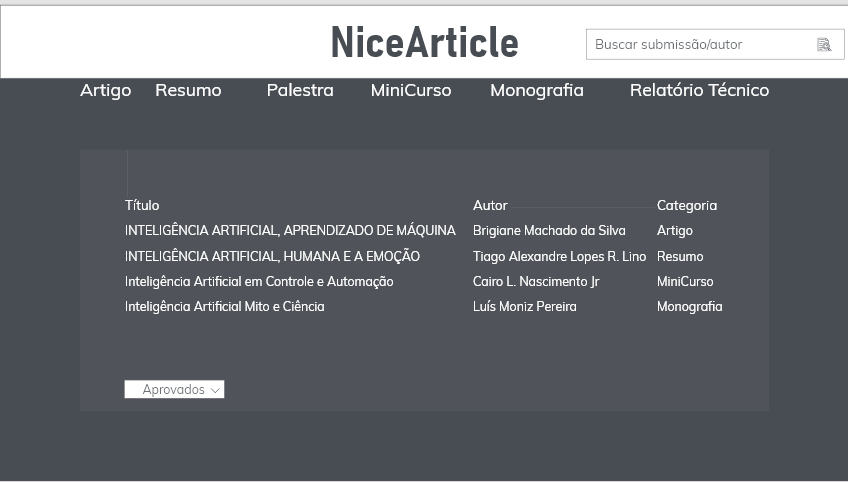 NiceArticle
Buscar submissão/autor
Artigo Resumo Palestra MiniCurso Monografia Relatório Técnico
Título Autor Categoria
INTELIGÊNCIA ARTIFICIAL, APRENDIZADO DE MÁQUINA Brigiane Machado da Silva Artigo
INTELIGÊNCIA ARTIFICIAL, HUMANA E A EMOÇÃO Tiago Alexandre Lopes R. Lino Resumo
Inteligência Artificial em Controle e Automação Cairo L. Nascimento Jr MiniCurso
Inteligência Artificial Mito e Ciência Luís Moniz Pereira Monografia
Aprovados